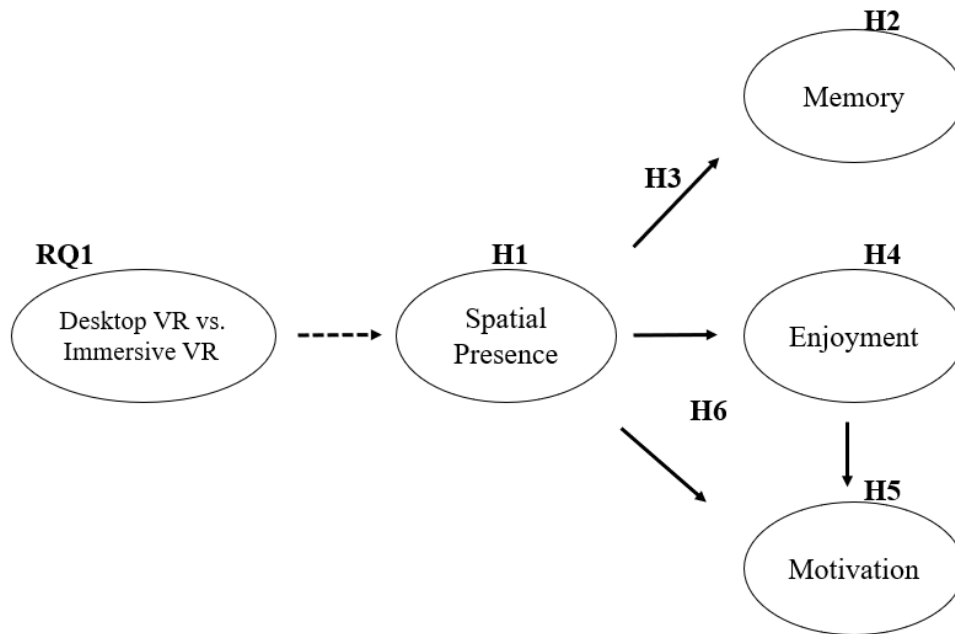 H2
Memory
H3
RQ1
Desktop VR vs.
Immersive VR
H1
Spatial
Presence
H4
Enjoyment
H6
H5
Motivation